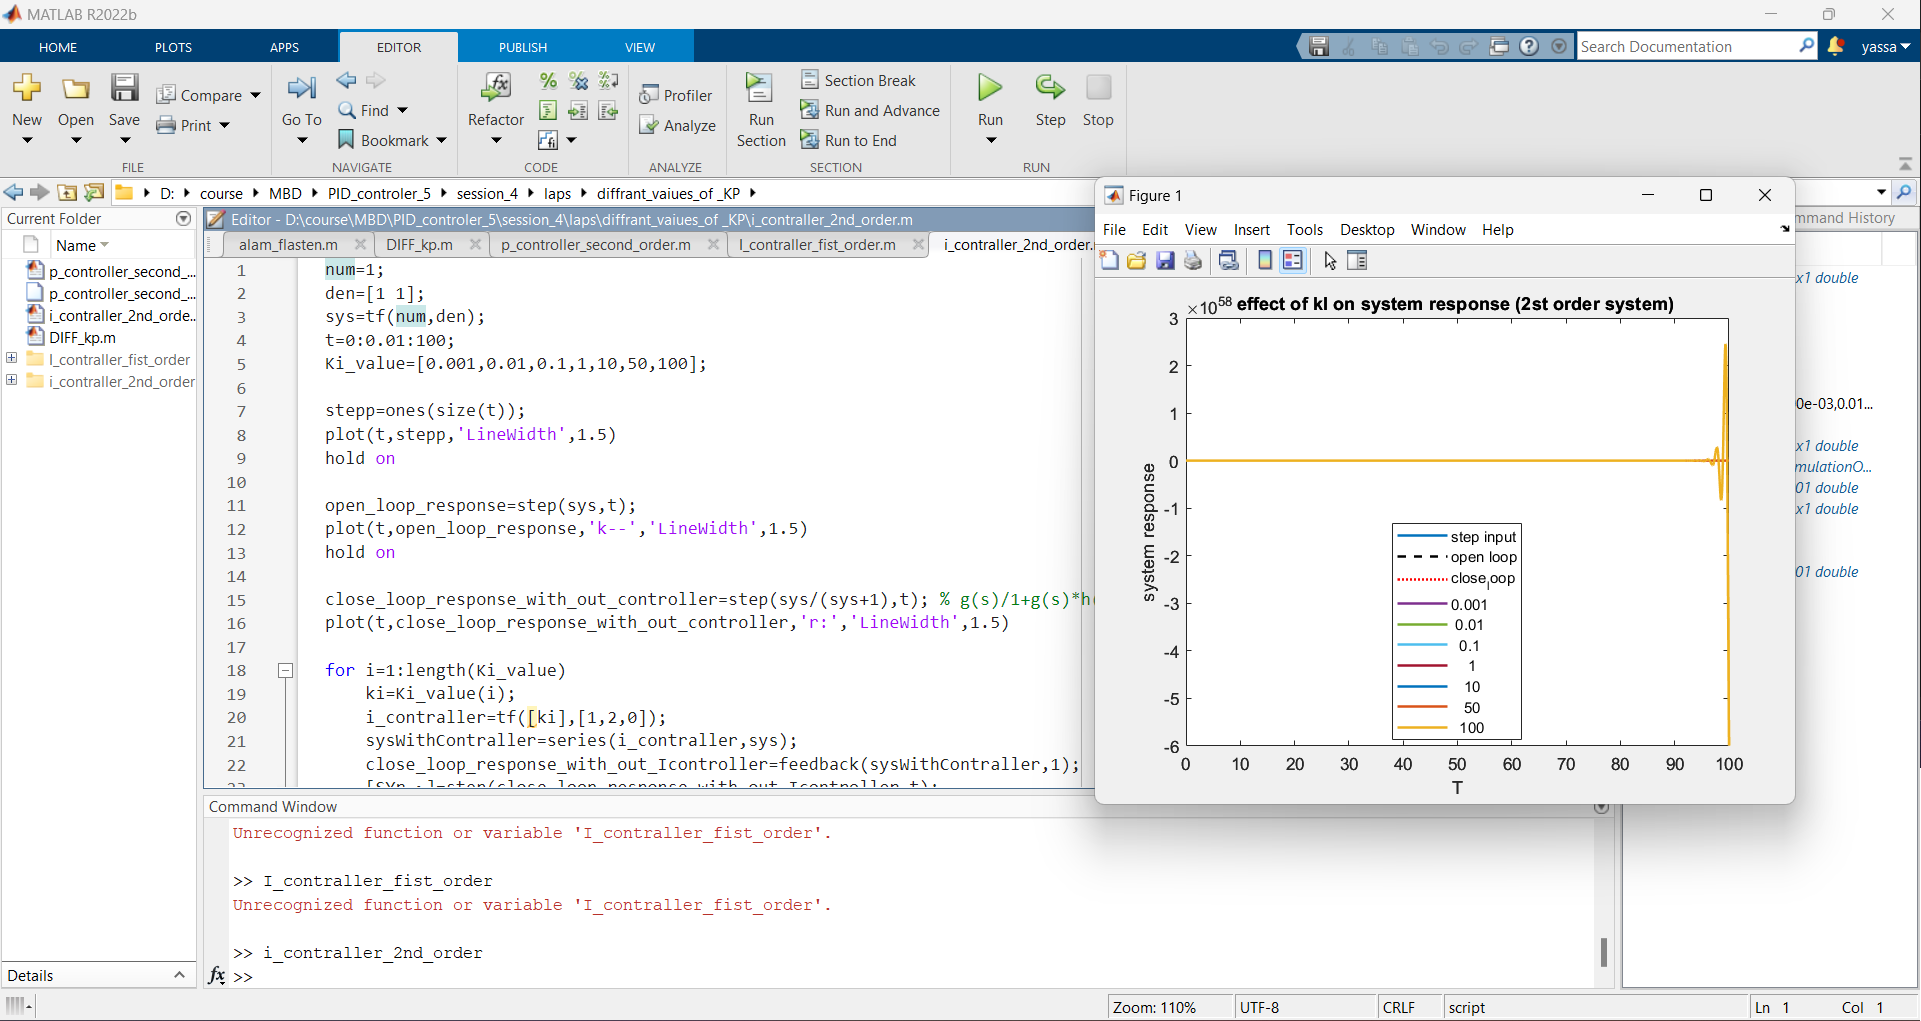 MATLAB R2022b
HOME PLOTS APPS EDITOR PUBLISH VIEW
Search Documentation
yassa
New Open Save
Compare
Print
FILE
Go To
Find
Bookmark
NAVIGATE
Refactor
CODE
Profiler
Analyze
ANALYZE
Run Section
Section Break
Run and Advance
Run to End
SECTION
Run Step Stop
RUN
D: course MBD PID_controler_5 session_4 laps diffrant_vaiues_of _KP
Current Folder
Name
p_controller_second_...
p_controller_second_...
i_contraller_2nd_orde...
DIFF_kp.m
I_contraller_fist_order
i_contraller_2nd_order
Details
Editor - D:\course\MBD\PID_controler_5\session_4\laps\diffrant_vaiues_of _KP\i_contraller_2nd_order.m
alam_flasten.m DIFF_kp.m p_controller_second_order.m I_contraller_fist_order.m i_contraller_2nd_order.
1 num=1;
2 den=[1 1];
3 sys=tf(num,den);
4 t=0:0.01:100;
5 Ki_value=[0.001,0.01,0.1,1,10,50,100];
6
7 stepp=ones(size(t));
8 plot(t,stepp,'LineWidth',1.5)
9 hold on
10
11 open_loop_response=step(sys,t);
12 plot(t,open_loop_response,'k--','LineWidth',1.5)
13 hold on
14
15 close_loop_response_with_out_controller=step(sys/(sys+1),t); % g(s)/1+g(s)*h(
16 plot(t,close_loop_response_with_out_controller,'r:','LineWidth',1.5)
17
18 for i=1:length(Ki_value)
19 ki=Ki_value(i);
20 i_contraller=tf([ki],[1,2,0]);
21 sysWithContraller=series(i_contraller,sys);
22 close_loop_response_with_out_Icontroller=feedback(sysWithContraller,1);
Command Window
Unrecognized function or variable 'I_contraller_fist_order'.
>> I_contraller_fist_order
Unrecognized function or variable 'I_contraller_fist_order'.
>> i_contraller_2nd_order
fx >>
Figure 1
File Edit View Insert Tools Desktop Window Help
×10^58 effect of kI on system response (2st order system)
3
2
1
0
-1
-2
-3
-4
-5
-6
system response
step input
open loop
close_loop
0.001
0.01
0.1
1
10
50
100
0 10 20 30 40 50 60 70 80 90 100
T
mmand History
x1 double
0e-03,0.01...
x1 double
mulationO...
01 double
x1 double
01 double
Zoom: 110% UTF-8 CRLF script Ln 1 Col 1